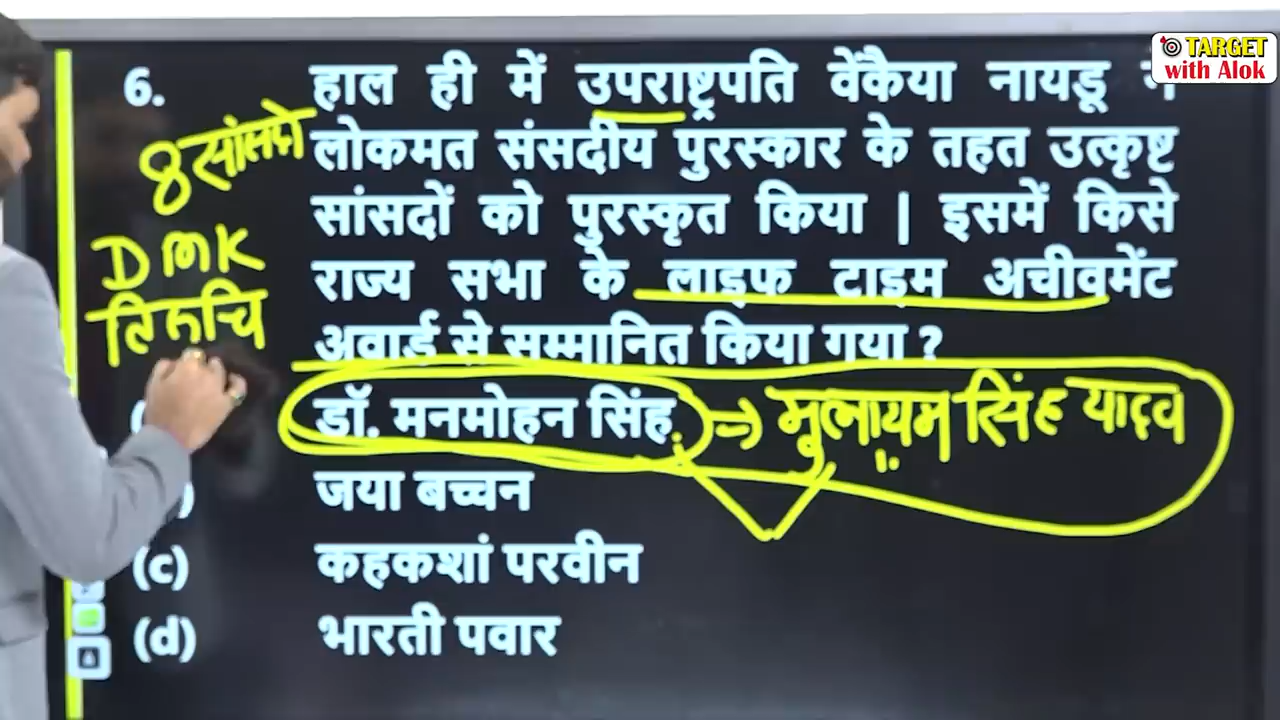 TARGET
with Alok
6. हाल ही में उपराष्ट्रपति वेंकैया नायडू
8 सांसदो
लोकमत संसदीय पुरस्कार के तहत उत्कृष्ट
सांसदों को पुरस्कृत किया | इसमें किसे
DMK
राज्य सभा के लाइफ टाइम अचीवमेंट
तिरुचि
अवार्ड से सम्मानित किया गया ?
डॉ. मनमोहन सिंह. → मुलायम सिंह यादव
जया बच्चन
(c) कहकशां परवीन
(d) भारती पवार